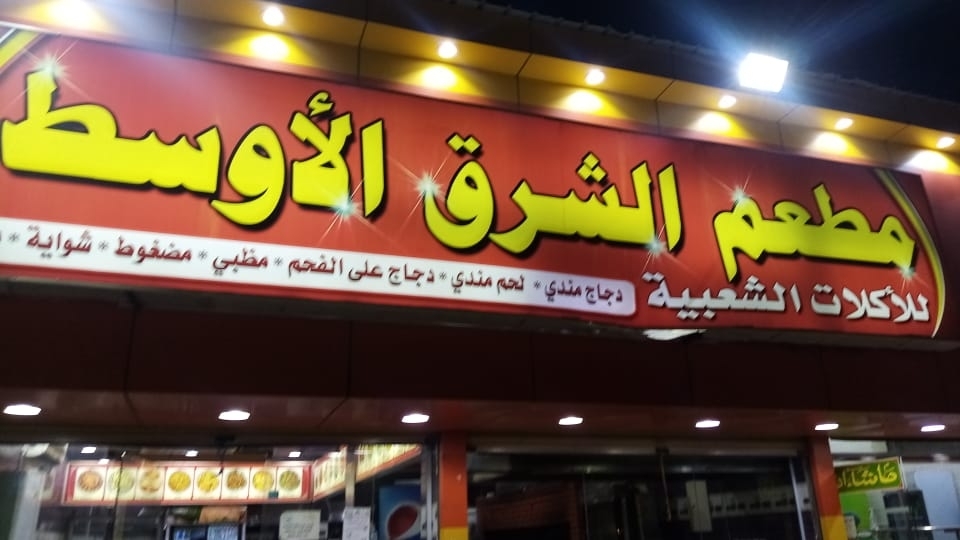 مطعم الشرق الأوسط
للأكلات الشعبية
دجاج مندي * لحم مندي * دجاج على الفحم * مظبي * مضغوط * شواية *